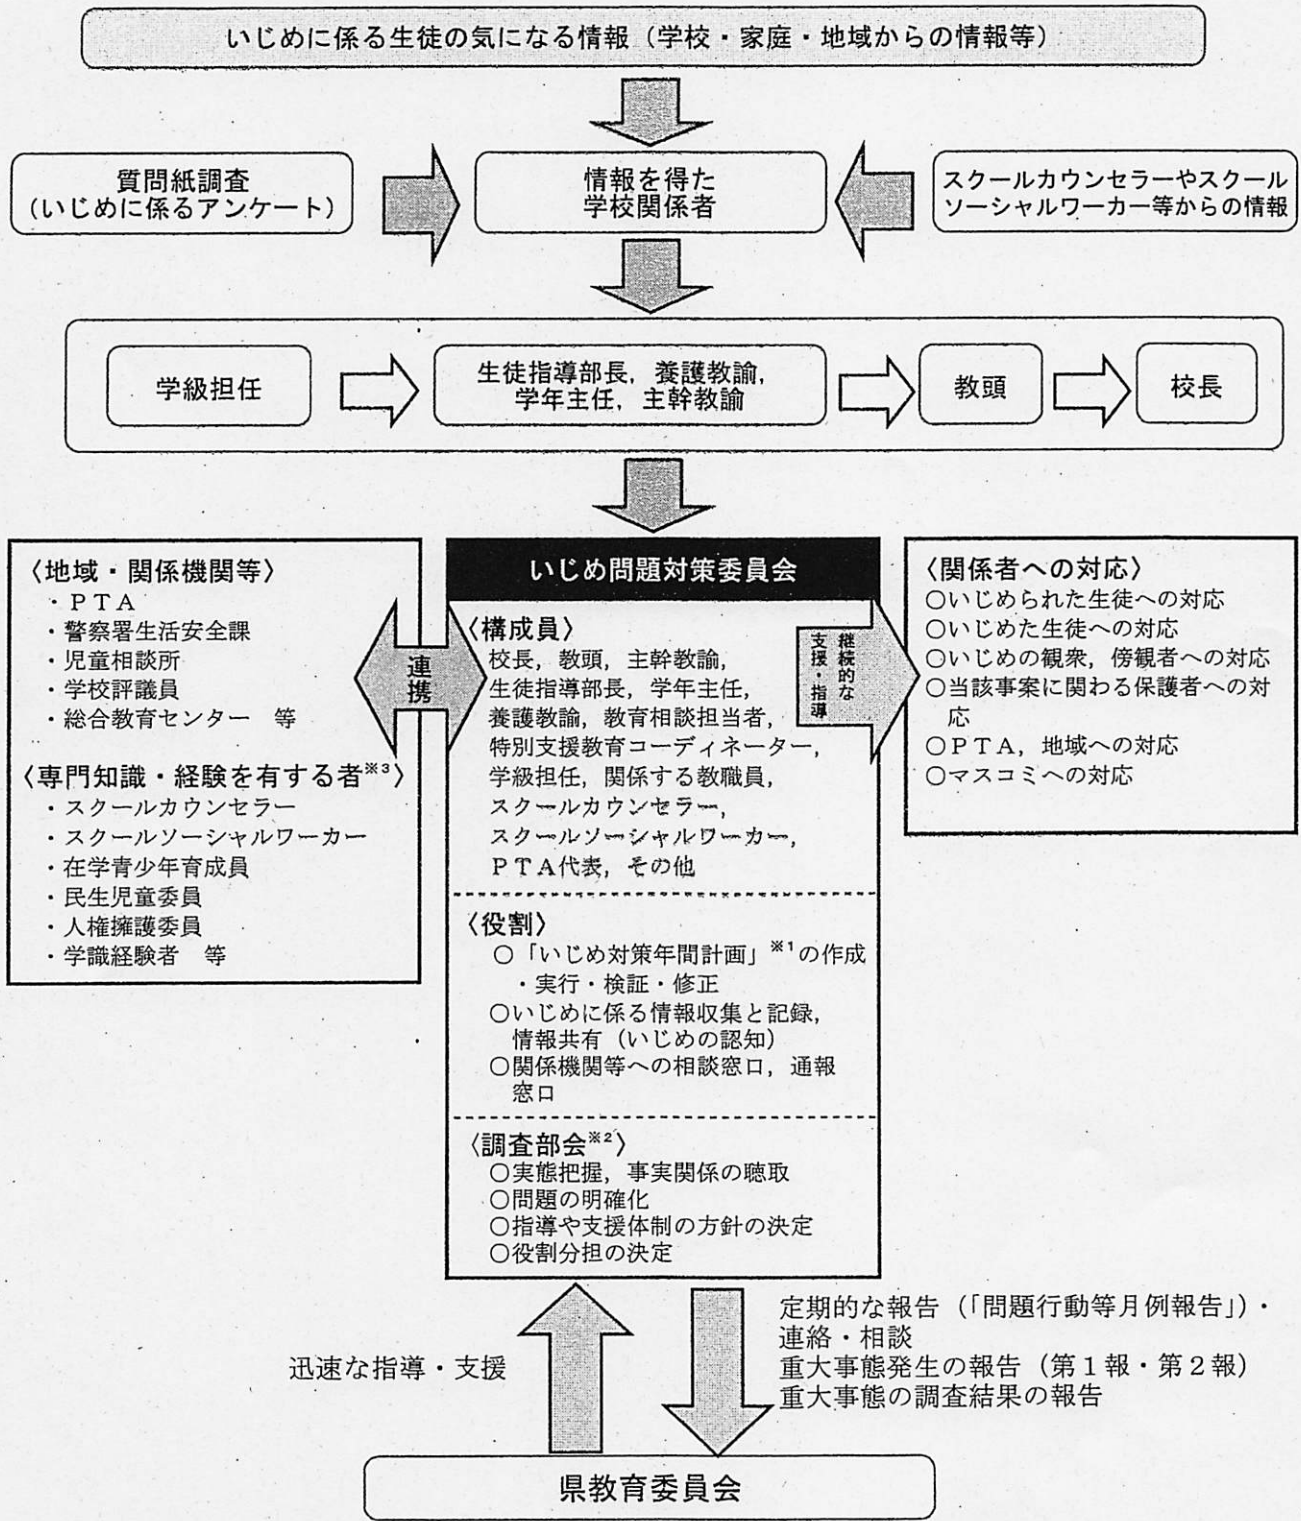 いじめに係る生徒の気になる情報（学校・家庭・地域からの情報等）
質問紙調査
（いじめに係るアンケート）
情報を得た
学校関係者
スクールカウンセラーやスクール
ソーシャルワーカー等からの情報
学級担任
生徒指導部長，養護教諭，
学年主任，主幹教諭
教頭
校長
〈地域・関係機関等〉
・ＰＴＡ
・警察署生活安全課
・児童相談所
・学校評議員
・総合教育センター　等
〈専門知識・経験を有する者※3〉
・スクールカウンセラー
・スクールソーシャルワーカー
・在学青少年育成員
・民生児童委員
・人権擁護委員
・学識経験者　等
連携
いじめ問題対策委員会
〈構成員〉
校長，教頭，主幹教諭，
生徒指導部長，学年主任，
養護教諭，教育相談担当者，
特別支援教育コーディネーター，
学級担任，関係する教職員，
スクールカウンセラー，
スクールソーシャルワーカー，
ＰＴＡ代表，その他
〈役割〉
○「いじめ対策年間計画」※1の作成
・実行・検証・修正
○いじめに係る情報収集と記録，
情報共有（いじめの認知）
○関係機関等への相談窓口，通報
窓口
〈調査部会※2〉
○実態把握，事実関係の聴取
○問題の明確化
○指導や支援体制の方針の決定
○役割分担の決定
継続的な
支援・指導
〈関係者への対応〉
○いじめられた生徒への対応
○いじめた生徒への対応
○いじめの観衆，傍観者への対応
○当該事案に関わる保護者への対
応
○ＰＴＡ，地域への対応
○マスコミへの対応
迅速な指導・支援
定期的な報告（「問題行動等月例報告」）・
連絡・相談
重大事態発生の報告（第１報・第２報）
重大事態の調査結果の報告
県教育委員会